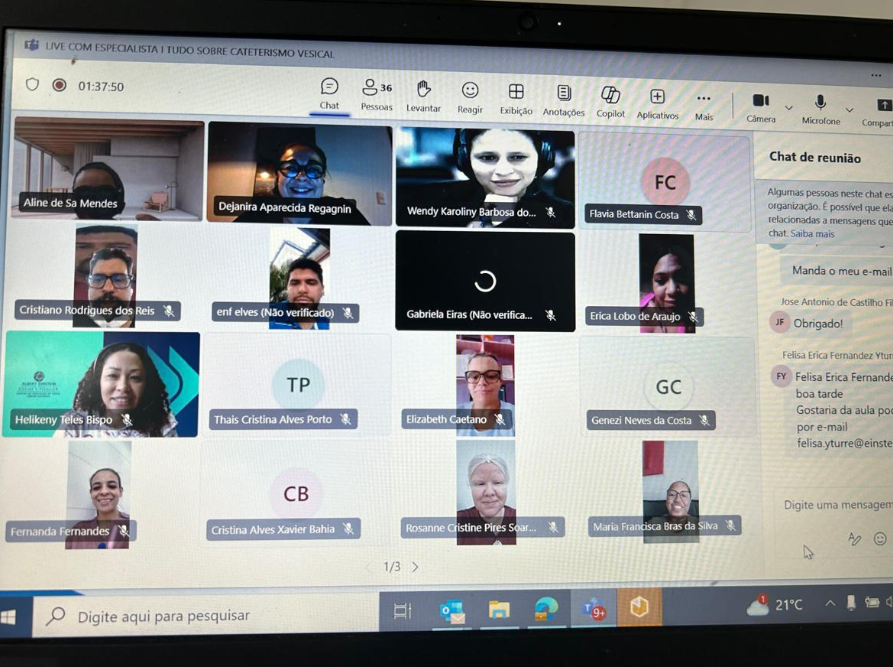 LIVE COM ESPECIALISTA I TUDO SOBRE CATETERISMO VESICAL
01:37:50
Chat
36
Pessoas
Levantar
Reagir
Exibição
Anotações
Copilot
Aplicativos
Mais
Câmera
Microfone
Compart
Aline de Sa Mendes
Dejanira Aparecida Regagnin
Wendy Karoliny Barbosa do...
FC
Flavia Bettanin Costa
Cristiano Rodrigues dos Reis
enf elves (Não verificado)
Gabriela Eiras (Não verifica...
Erica Lobo de Araujo
ALBERT EINSTEIN
Helikeny Teles Bispo
TP
Thais Cristina Alves Porto
Elizabeth Caetano
GC
Genezi Neves da Costa
Fernanda Fernandes
CB
Cristina Alves Xavier Bahia
Rosanne Cristine Pires Soar...
Maria Francisca Bras da Silva
1/3
Chat de reunião
Algumas pessoas neste chat es
organização. É possível que ela
relacionadas a mensagens que
chat. Saiba mais
Manda o meu e-mail
Jose Antonio de Castilho Fi
JF
Obrigado!
Felisa Erica Fernandez Ytur
FY
Felisa Erica Fernande
boa tarde
Gostaria da aula po
por e-mail
felisa.yturre@einste
Digite uma mensagem
Digite aqui para pesquisar
9+
1
21°C